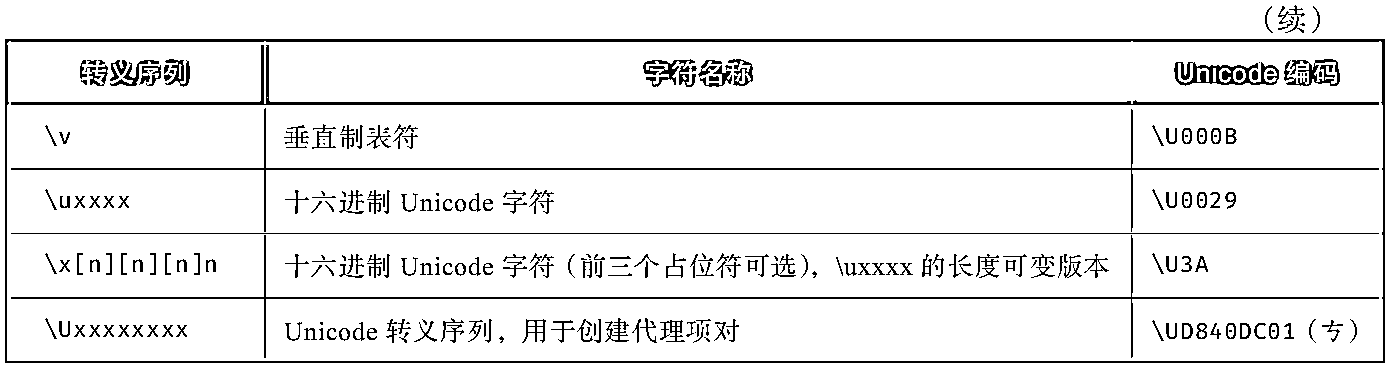 （续）
转义序列 字符名称 Unicode 编码
\v 垂直制表符 \U000B
\uxxxx 十六进制 Unicode 字符 \U0029
\x[n][n][n]n 十六进制 Unicode 字符（前三个占位符可选），\uxxxx 的长度可变版本 \U3A
\Uxxxxxxxx Unicode 转义序列，用于创建代理项对 \UD840DC01（𠀁）